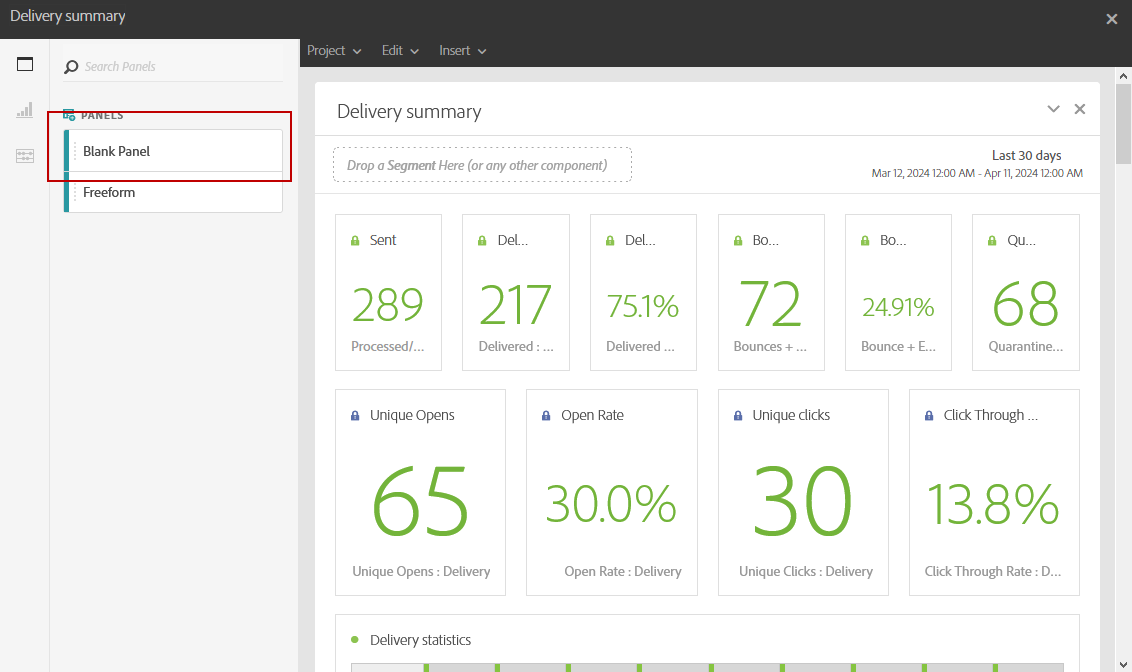 Delivery summary
Project
Edit
Insert
Search Panels
PANELS
Blank Panel
Freeform
Delivery summary
Drop a Segment Here (or any other component)
Last 30 days
Mar 12, 2024 12:00 AM - Apr 11, 2024 12:00 AM
Sent
289
Processed/...
Del...
217
Delivered : ...
Del...
75.1%
Delivered ...
Bo...
72
Bounces + ...
Bo...
24.91%
Bounce + E...
Qu...
68
Quarantine...
Unique Opens
65
Unique Opens : Delivery
Open Rate
30.0%
Open Rate : Delivery
Unique clicks
30
Unique Clicks : Delivery
Click Through ...
13.8%
Click Through Rate : D...
Delivery statistics